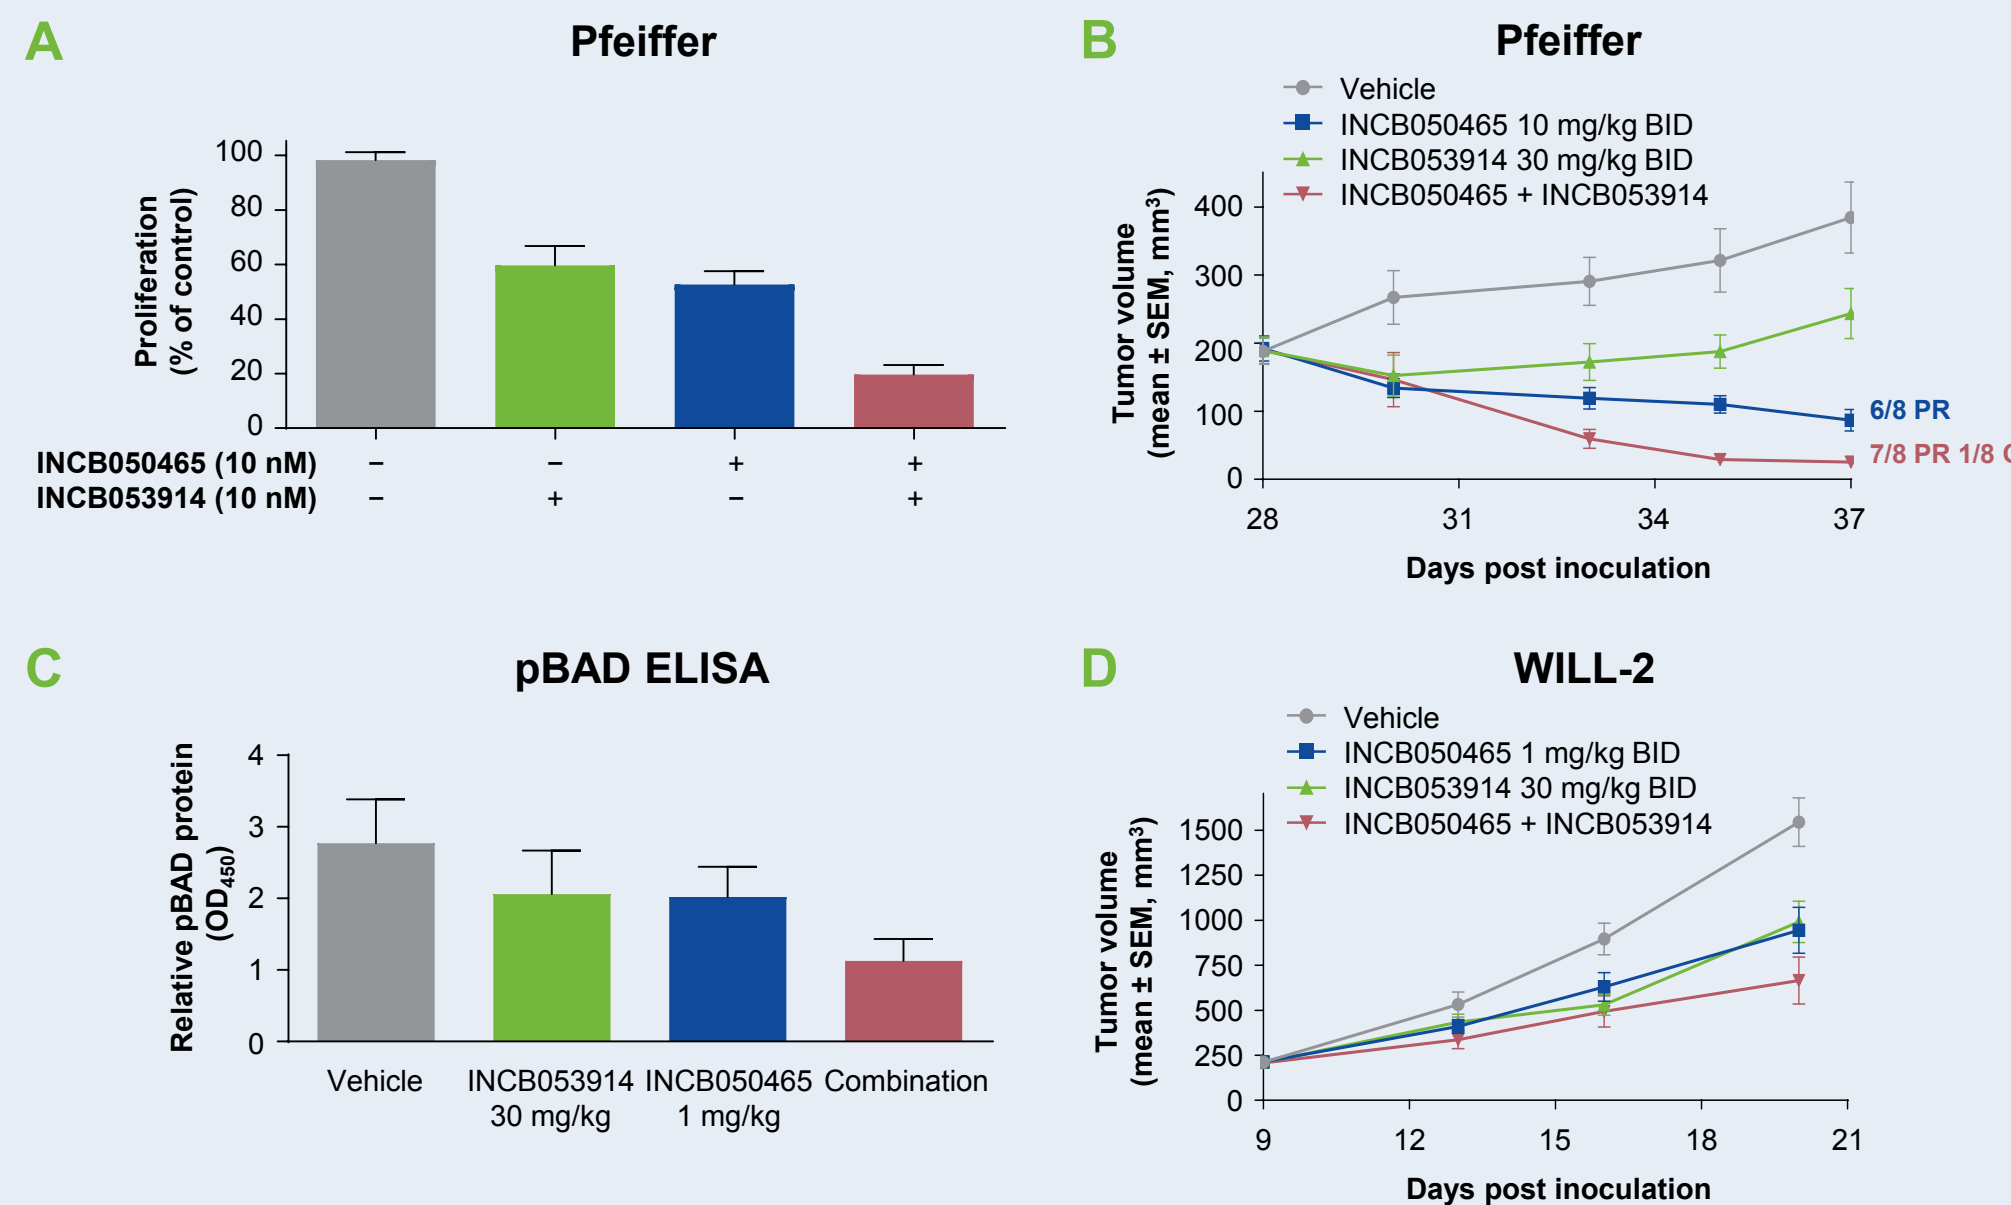 A
Pfeiffer
Proliferation
(% of control)
100
80
60
40
20
0
INCB050465 (10 nM) – – + +
INCB053914 (10 nM) – + – +
B
Pfeiffer
Vehicle
INCB050465 10 mg/kg BID
INCB053914 30 mg/kg BID
INCB050465 + INCB053914
Tumor volume
(mean ± SEM, mm³)
400
300
200
100
0
6/8 PR
7/8 PR 1/8
28 31 34 37
Days post inoculation
C
pBAD ELISA
Relative pBAD protein
(OD₄₅₀)
4
3
2
1
0
Vehicle INCB053914 INCB050465 Combination
30 mg/kg 1 mg/kg
D
WILL-2
Vehicle
INCB050465 1 mg/kg BID
INCB053914 30 mg/kg BID
INCB050465 + INCB053914
Tumor volume
(mean ± SEM, mm³)
1500
1250
1000
750
500
250
0
9 12 15 18 21
Days post inoculation